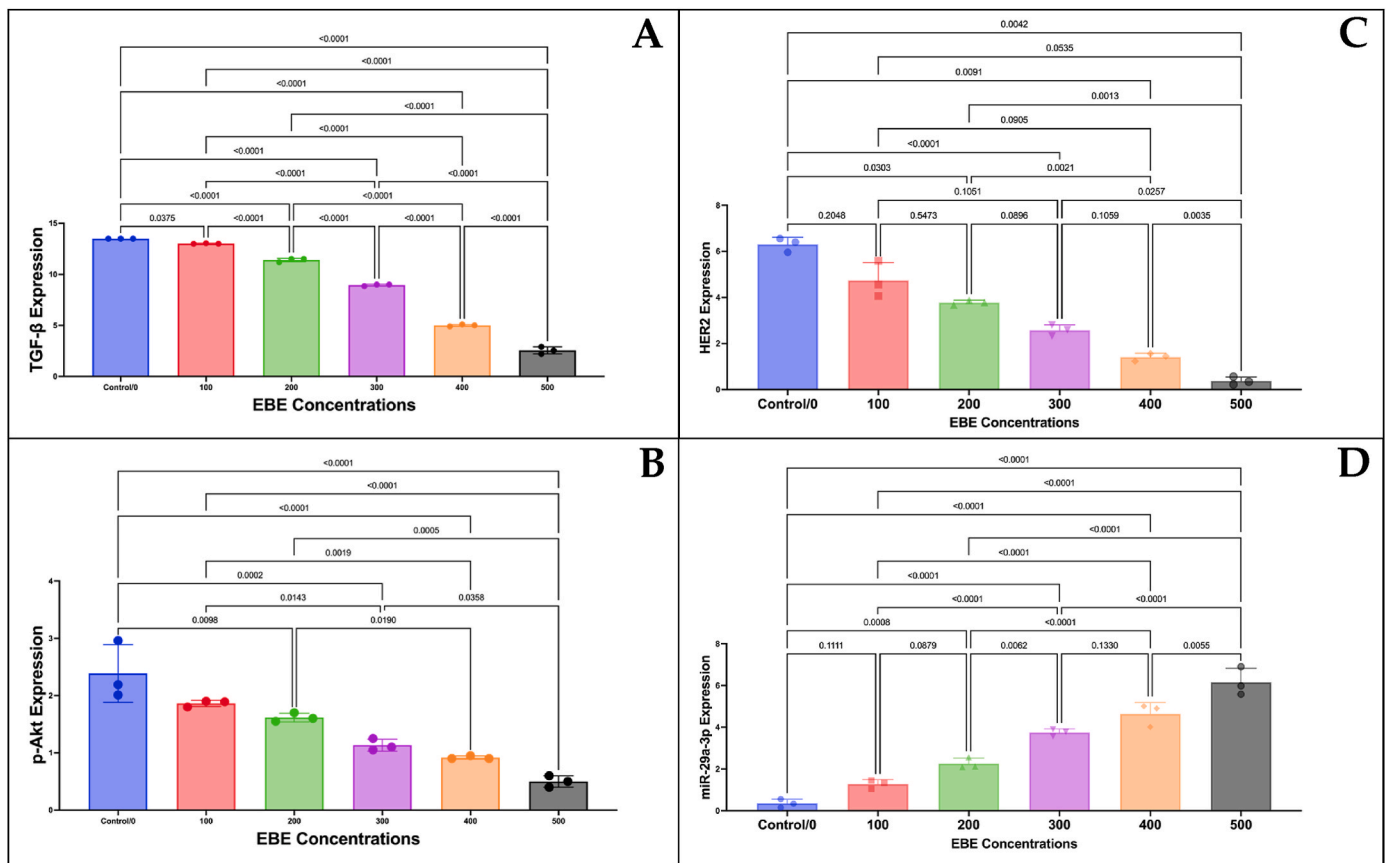 A
<0.0001
<0.0001
<0.0001
<0.0001
<0.0001
<0.0001
<0.0001 <0.0001
<0.0001 <0.0001
0.0375 <0.0001 <0.0001 <0.0001 <0.0001
15
10
5
0
TGF-β Expression
Control/0 100 200 300 400 500
EBE Concentrations
C
0.0042
0.0535
0.0091
0.0013
0.0905
<0.0001
0.0303 0.0021
0.1051 0.0257
0.2048 0.5473 0.0896 0.1059 0.0035
8
6
4
2
0
HER2 Expression
Control/0 100 200 300 400 500
EBE Concentrations
B
<0.0001
<0.0001
<0.0001
0.0005
0.0019
0.0002
0.0143 0.0358
0.0098 0.0190
4
3
2
1
0
p-Akt Expression
Control/0 100 200 300 400 500
EBE Concentrations
D
<0.0001
<0.0001
<0.0001
<0.0001
<0.0001
<0.0001
<0.0001 <0.0001
0.0008 <0.0001
0.1111 0.0879 0.0062 0.1330 0.0055
8
6
4
2
0
miR-29a-3p Expression
Control/0 100 200 300 400 500
EBE Concentrations